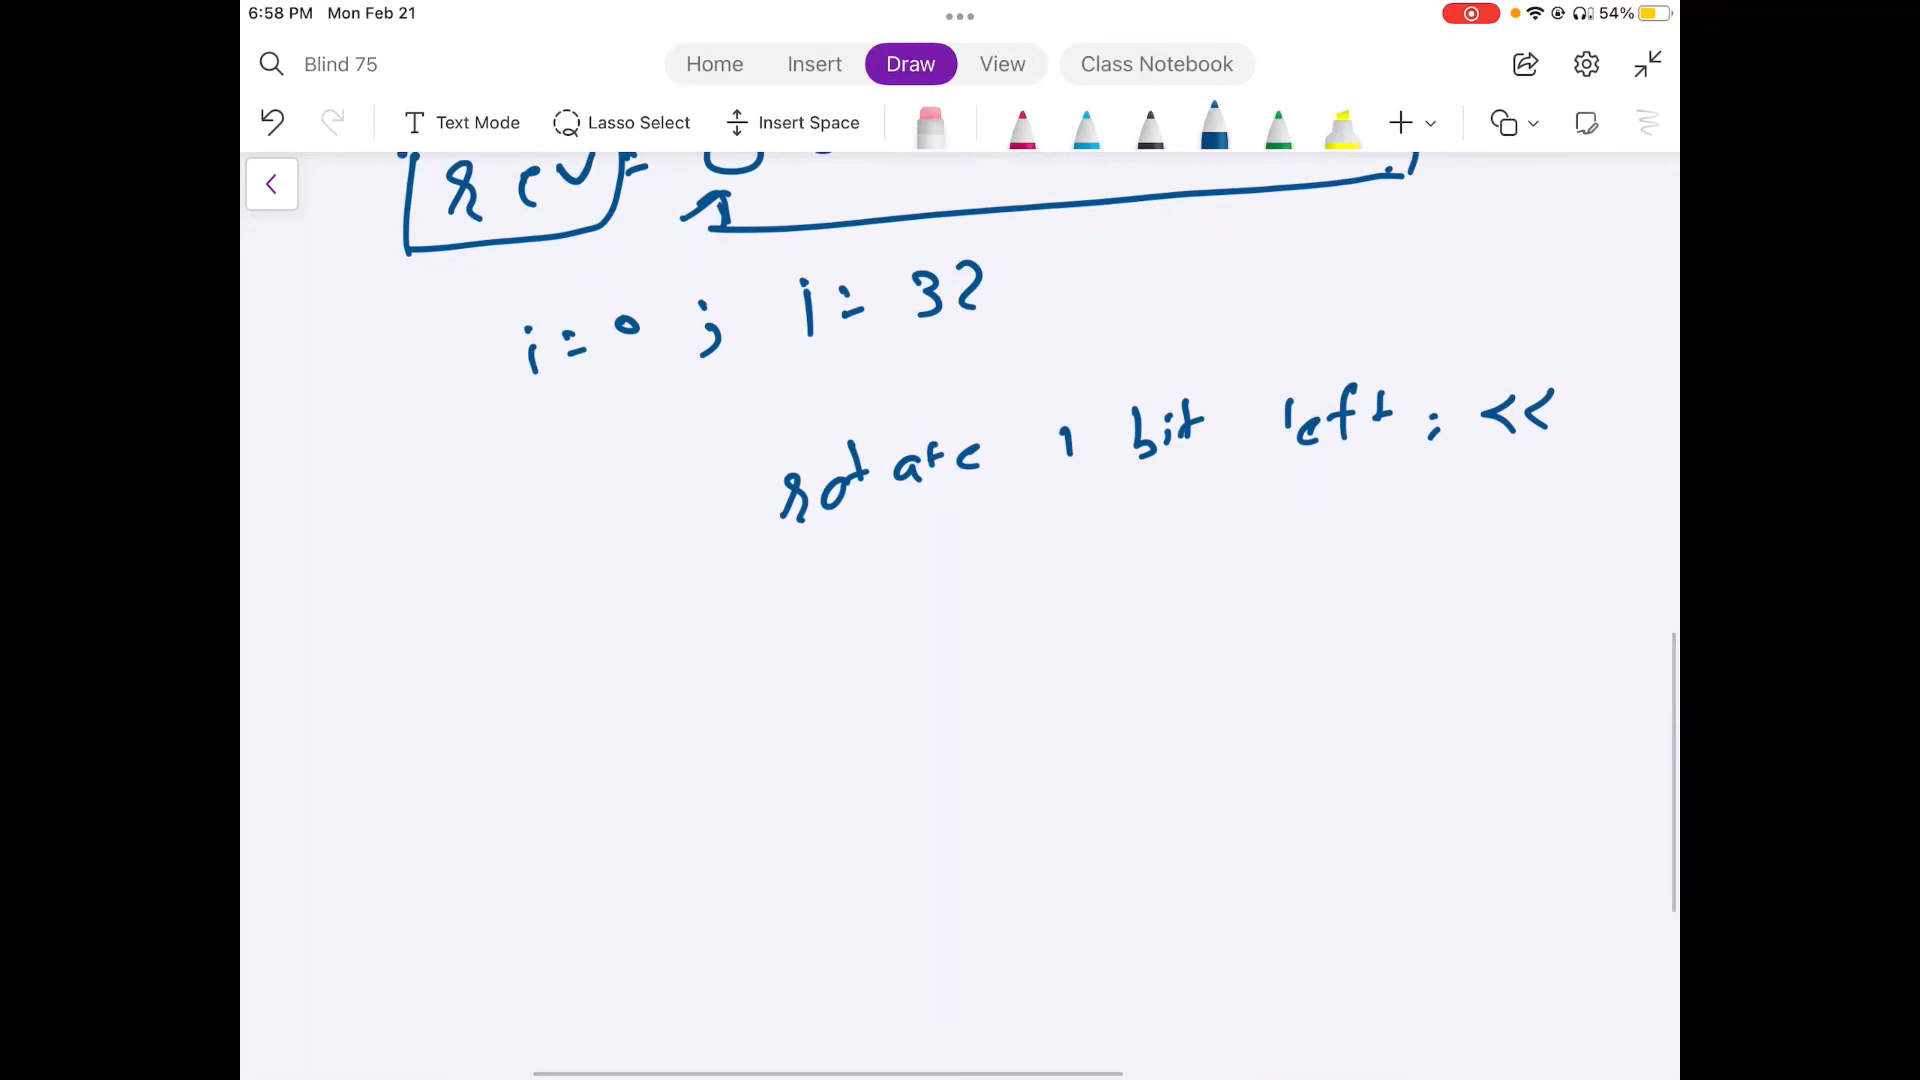 6:58 PM Mon Feb 21
54%
Blind 75
Home Insert Draw View Class Notebook
Text Mode Lasso Select Insert Space
rev =
i = 0 ; i = 32
rotate 1 bit left ; <<